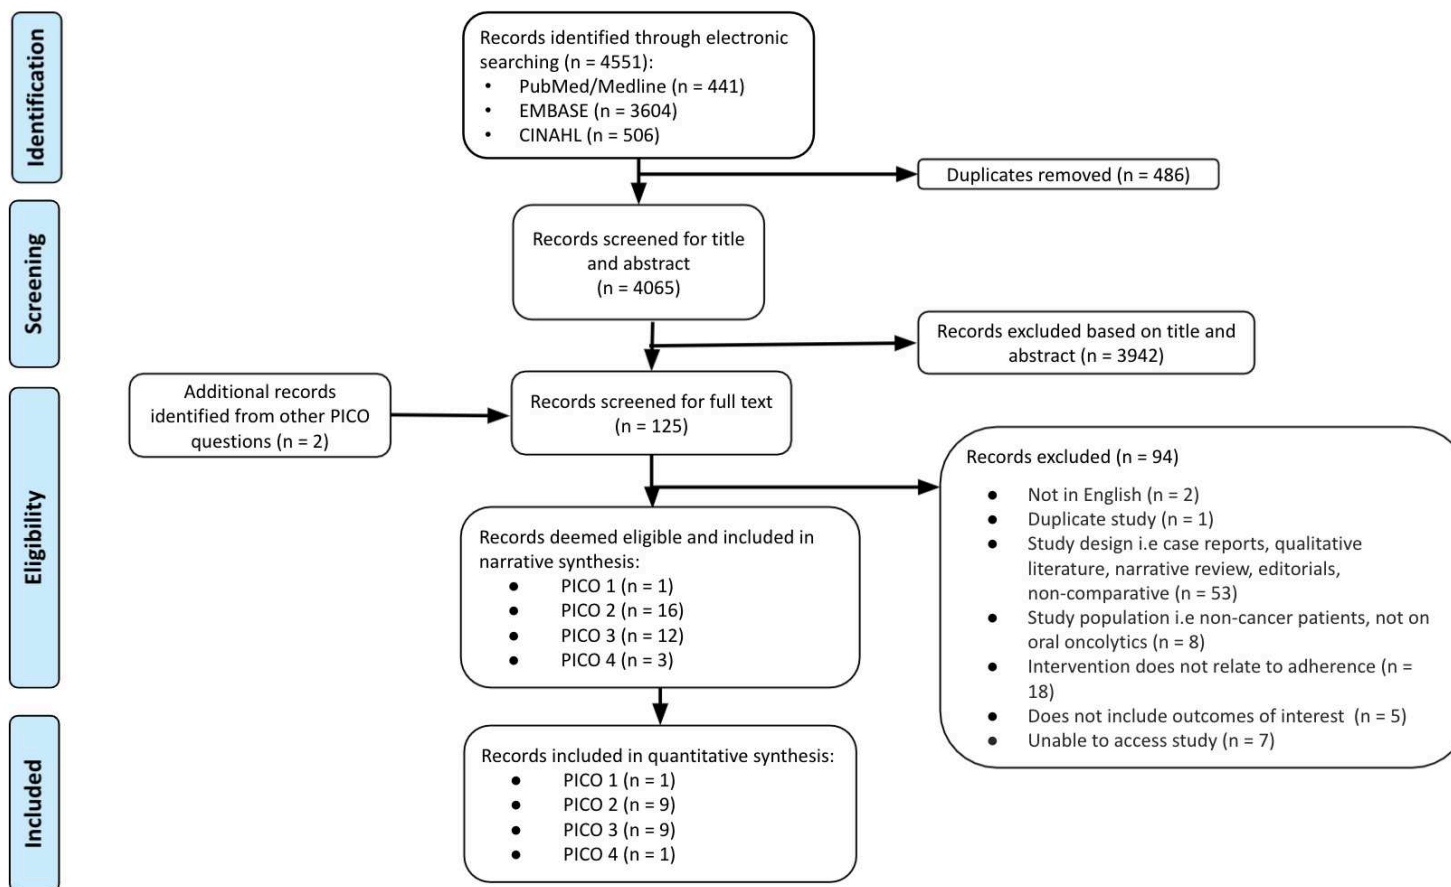 Identification
Records identified through electronic
searching (n = 4551):
• PubMed/Medline (n = 441)
• EMBASE (n = 3604)
• CINAHL (n = 506)
Duplicates removed (n = 486)
Screening
Records screened for title
and abstract
(n = 4065)
Records excluded based on title and
abstract (n = 3942)
Eligibility
Additional records
identified from other PICO
questions (n = 2)
Records screened for full text
(n = 125)
Records excluded (n = 94)
● Not in English (n = 2)
● Duplicate study (n = 1)
● Study design i.e case reports, qualitative
literature, narrative review, editorials,
non-comparative (n = 53)
● Study population i.e non-cancer patients, not on
oral oncolytics (n = 8)
● Intervention does not relate to adherence (n =
18)
● Does not include outcomes of interest (n = 5)
● Unable to access study (n = 7)
Records deemed eligible and included in
narrative synthesis:
● PICO 1 (n = 1)
● PICO 2 (n = 16)
● PICO 3 (n = 12)
● PICO 4 (n = 3)
Included
Records included in quantitative synthesis:
● PICO 1 (n = 1)
● PICO 2 (n = 9)
● PICO 3 (n = 9)
● PICO 4 (n = 1)